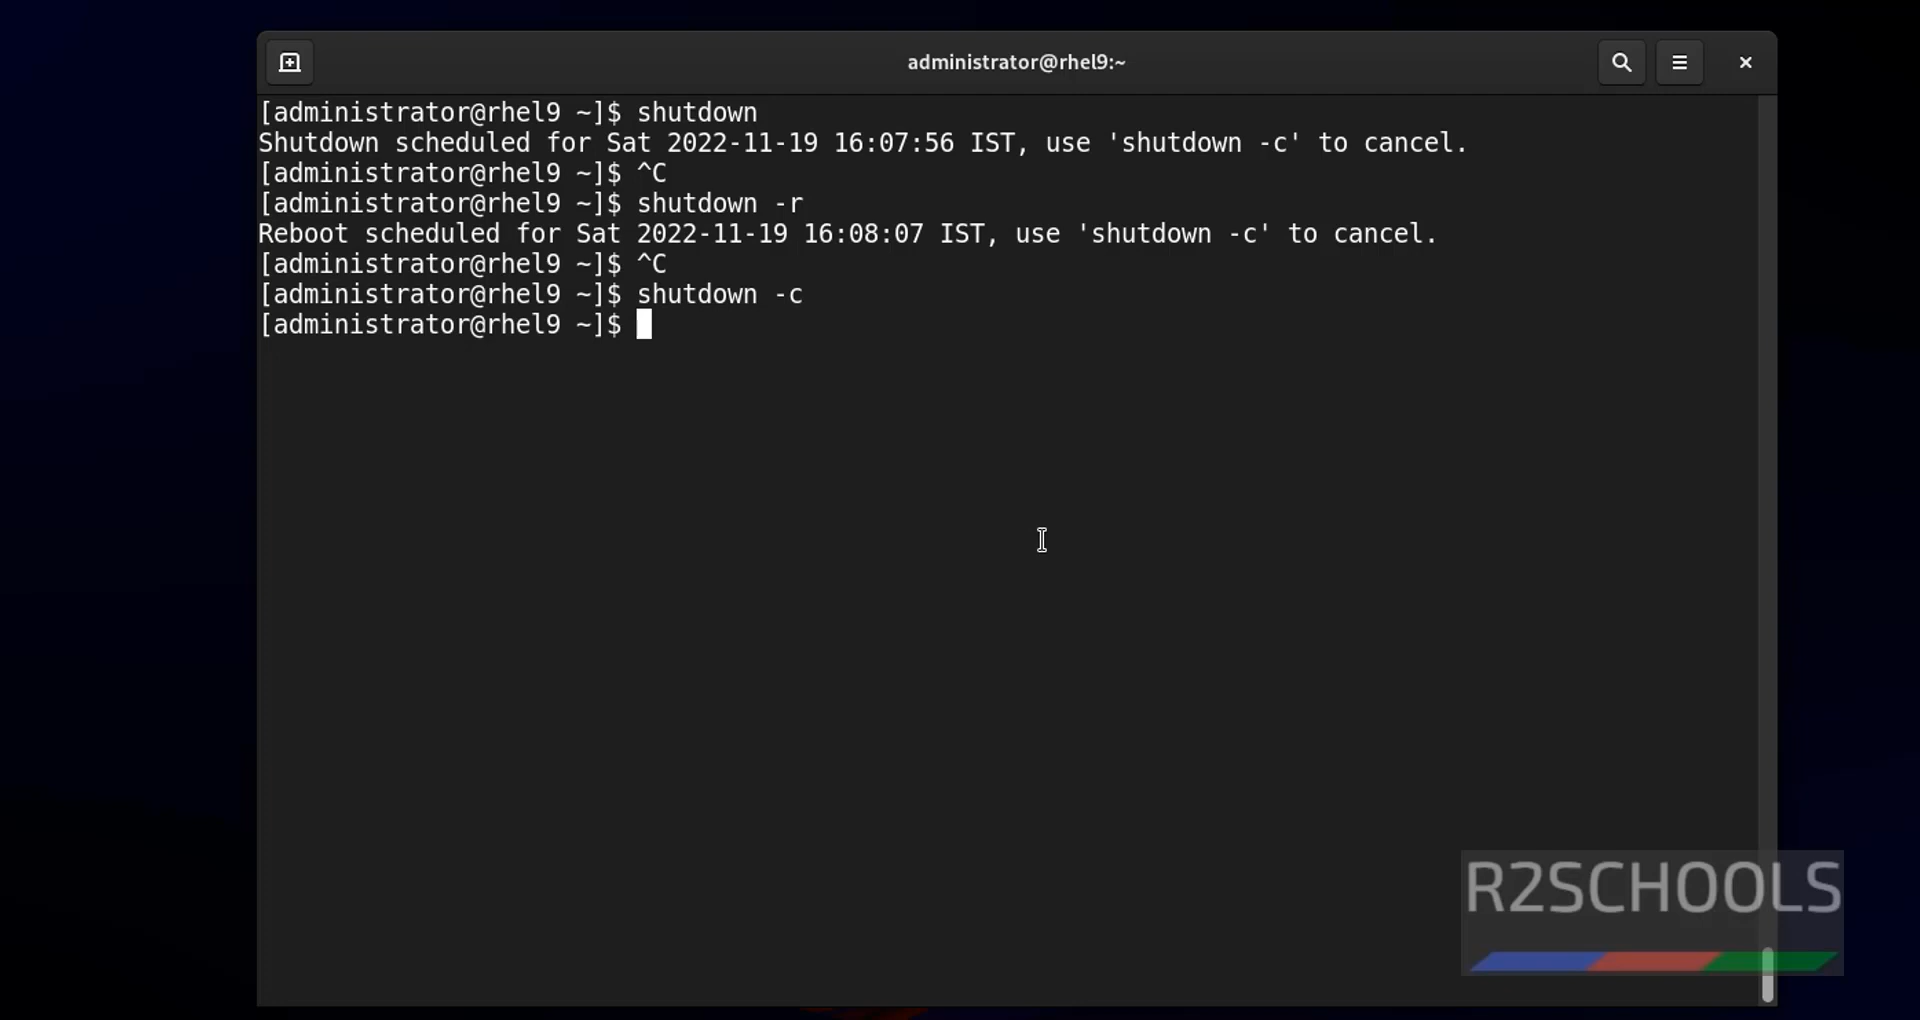 administrator@rhel9:~
[administrator@rhel9 ~]$ shutdown
Shutdown scheduled for Sat 2022-11-19 16:07:56 IST, use 'shutdown -c' to cancel.
[administrator@rhel9 ~]$ ^C
[administrator@rhel9 ~]$ shutdown -r
Reboot scheduled for Sat 2022-11-19 16:08:07 IST, use 'shutdown -c' to cancel.
[administrator@rhel9 ~]$ ^C
[administrator@rhel9 ~]$ shutdown -c
[administrator@rhel9 ~]$
R2SCHOOLS